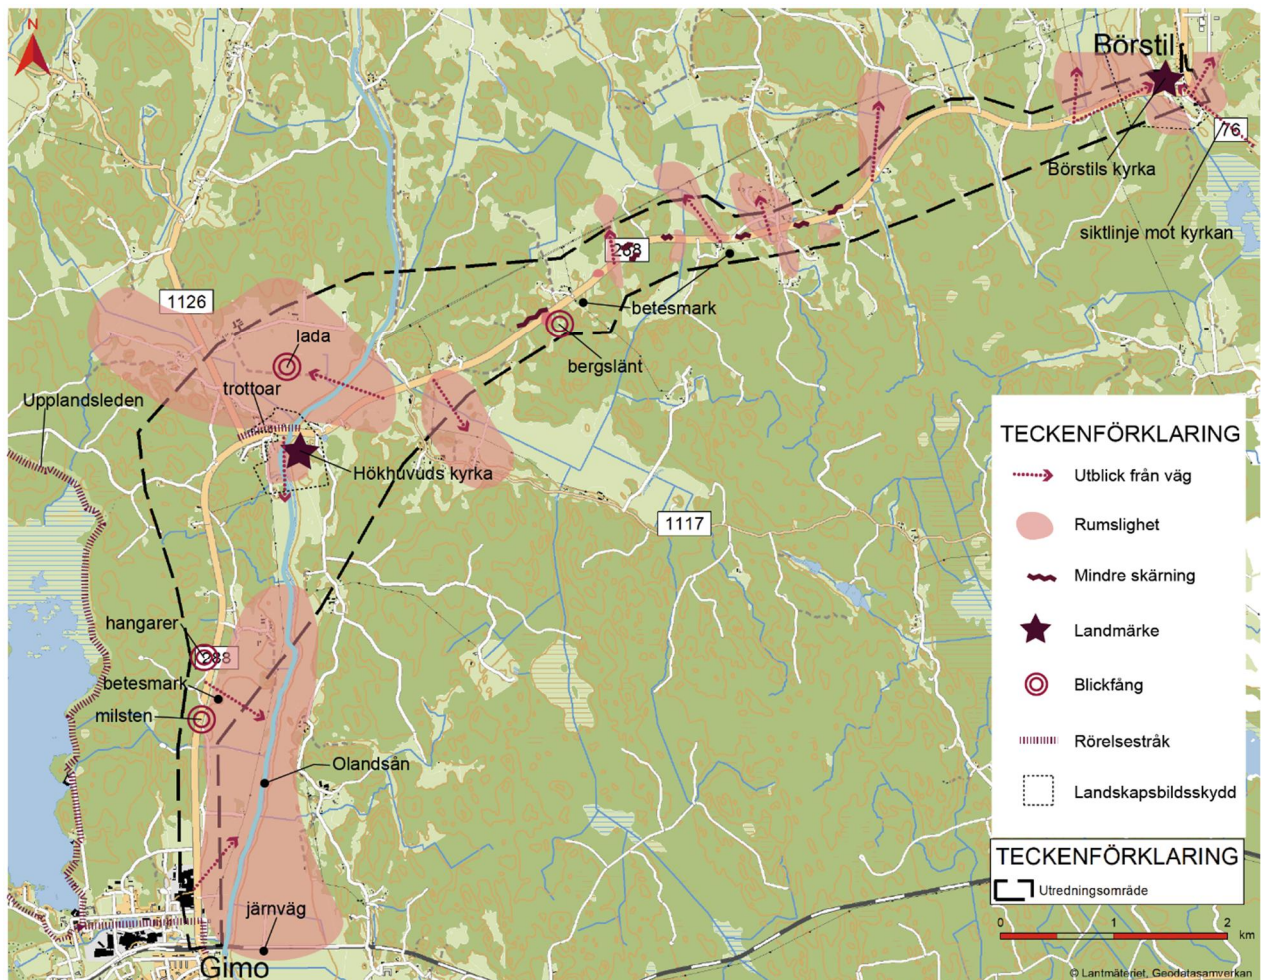 N
Börstil
76
Börstils kyrka
siktlinje mot kyrkan
288
1126
betesmark
lada
bergslänt
trottoar
Upplandsleden
Hökhuvuds kyrka
1117
hangarer
288
betesmark
milsten
Olandsån
järnväg
Gimo
TECKENFÖRKLARING
Utblick från väg
Rumslighet
Mindre skärning
Landmärke
Blickfång
Rörelsestråk
Landskapsbildsskydd
TECKENFÖRKLARING
Utredningsområde
0 1 2
km
© Lantmäteriet, Geodatasamverkan